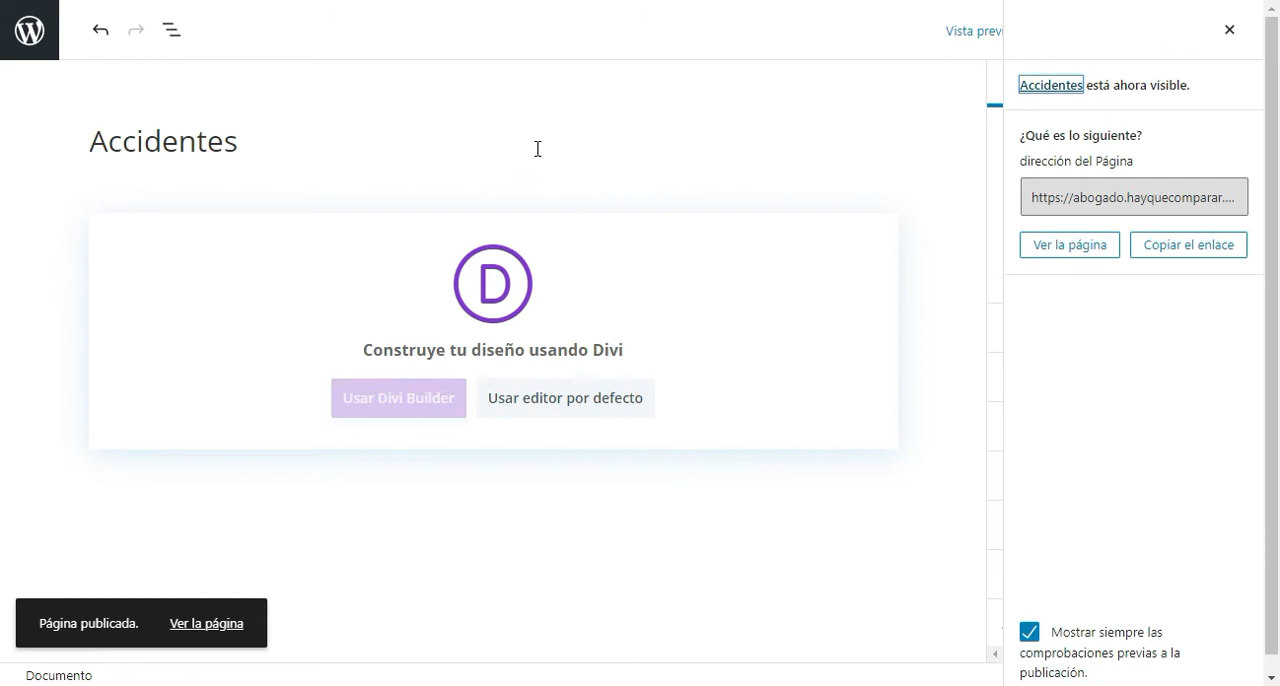 Vista previ
Accidentes está ahora visible.
Accidentes
¿Qué es lo siguiente?
dirección del Página
https://abogado.hayquecomparar....
Ver la página
Copiar el enlace
D
Construye tu diseño usando Divi
Usar Divi Builder
Usar editor por defecto
Página publicada.
Ver la página
Mostrar siempre las
comprobaciones previas a la
publicación.
Documento